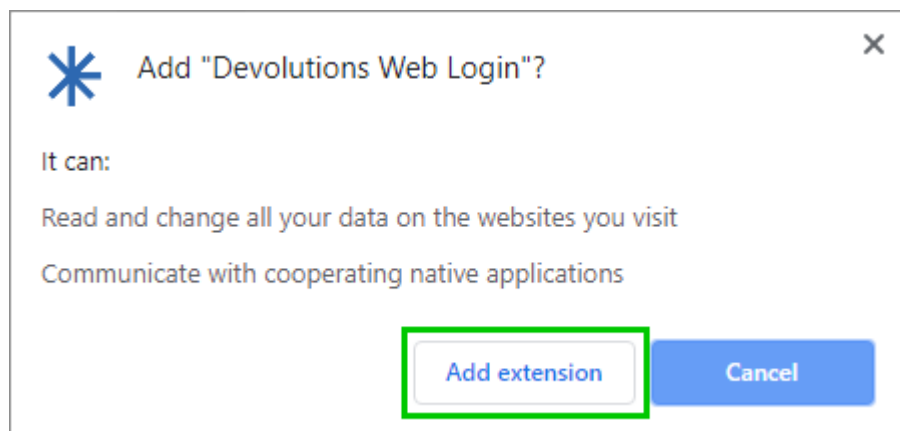 Add "Devolutions Web Login"?
It can:
Read and change all your data on the websites you visit
Communicate with cooperating native applications
Add extension
Cancel